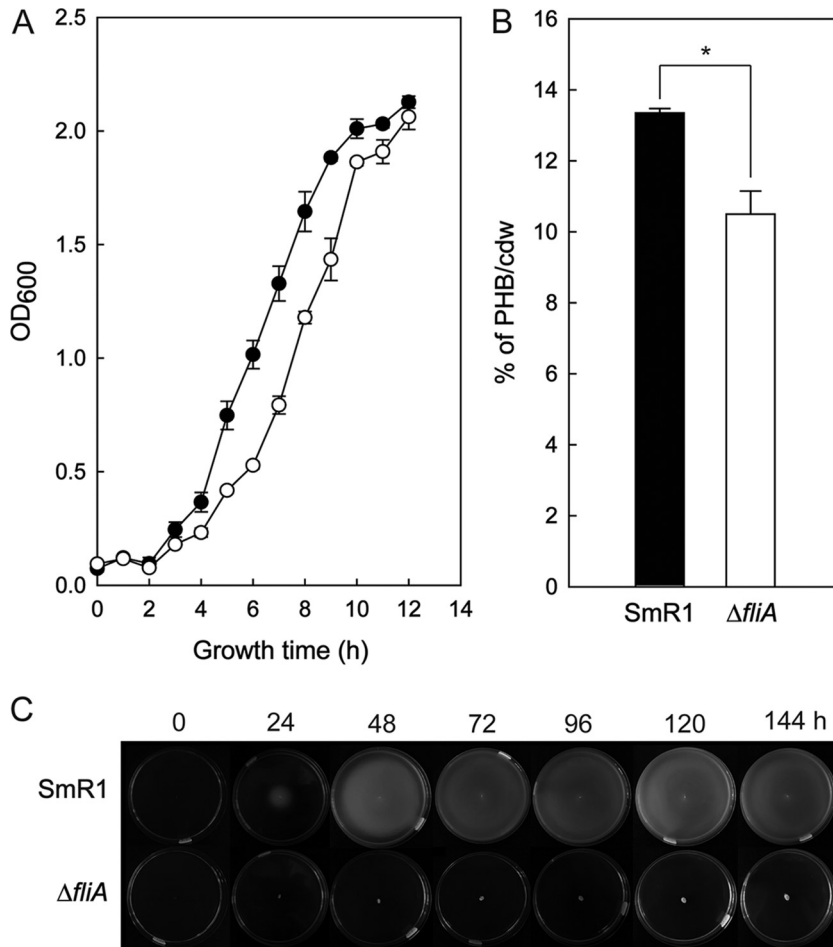 A
2.5
2.0
1.5
1.0
0.5
0.0
OD600
0 2 4 6 8 10 12 14
Growth time (h)
B
16
14
12
10
8
6
4
2
0
% of PHB/cdw
*
SmR1 ΔfliA
C
0 24 48 72 96 120 144 h
SmR1
ΔfliA